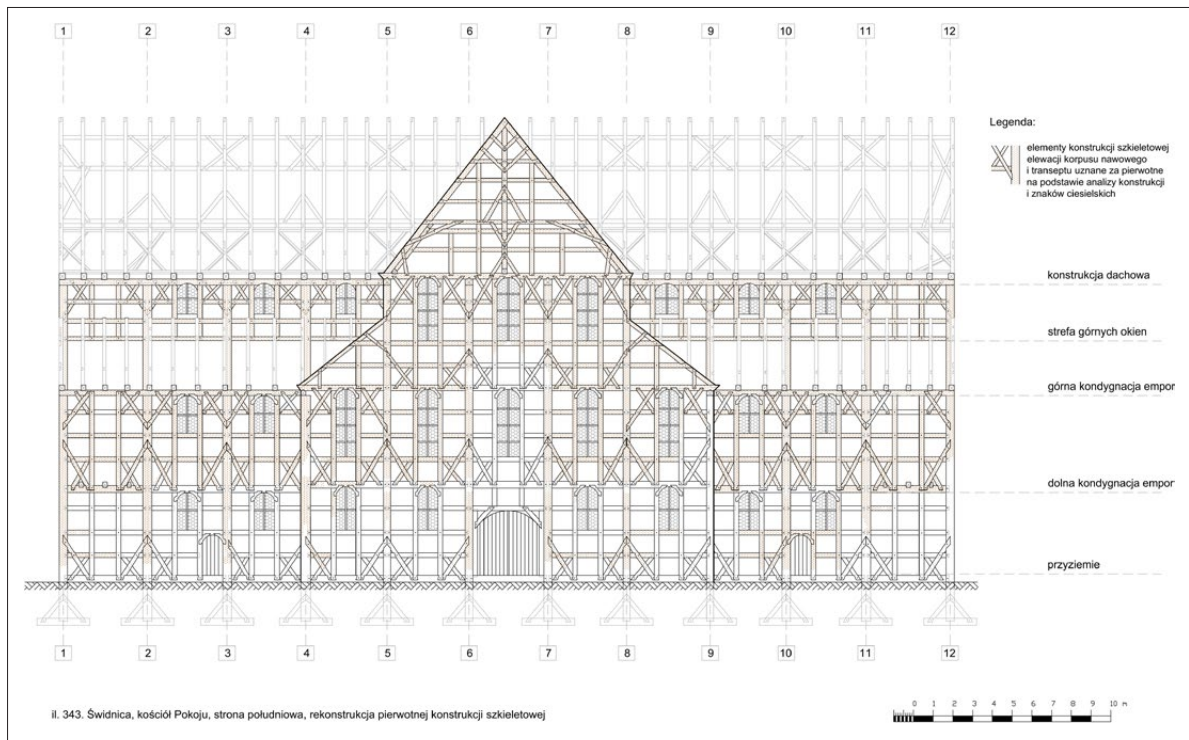 1 2 3 4 5 6 7 8 9 10 11 12
Legenda:
elementy konstrukcji szkieletowej
elewacji korpusu nawowego
i transeptu uznane za pierwotne
na podstawie analizy konstrukcji
i znaków ciesielskich
konstrukcja dachowa
strefa górnych okien
górna kondygnacja empor
dolna kondygnacja empor
przyziemie
1 2 3 4 5 6 7 8 9 10 11 12
il. 343. Świdnica, kościół Pokoju, strona południowa, rekonstrukcja pierwotnej konstrukcji szkieletowej
0 1 2 3 4 5 6 7 8 9 10 m